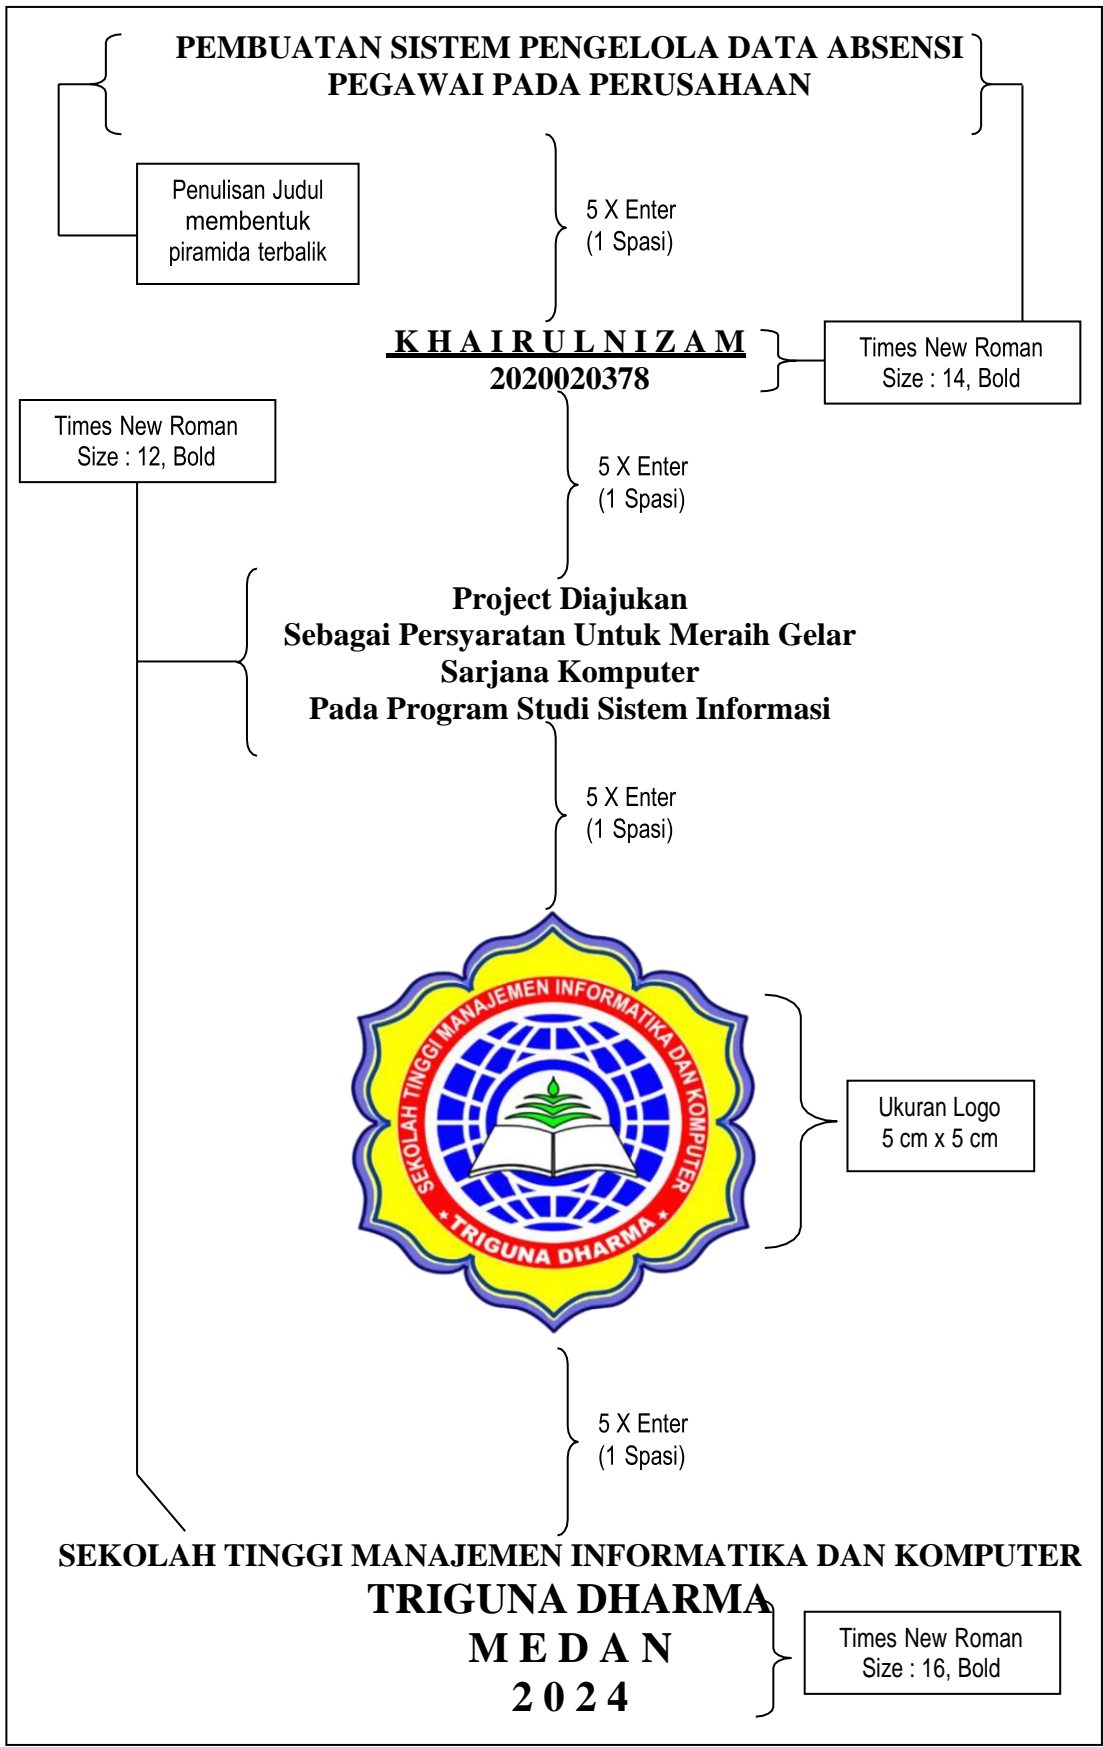 PEMBUATAN SISTEM PENGELOLA DATA ABSENSI
PEGAWAI PADA PERUSAHAAN
Penulisan Judul
membentuk
piramida terbalik
5 X Enter
(1 Spasi)
K H A I R U L N I Z A M
2020020378
Times New Roman
Size : 14, Bold
Times New Roman
Size : 12, Bold
5 X Enter
(1 Spasi)
Project Diajukan
Sebagai Persyaratan Untuk Meraih Gelar
Sarjana Komputer
Pada Program Studi Sistem Informasi
5 X Enter
(1 Spasi)
SEKOLAH TINGGI MANAJEMEN INFORMATIKA DAN KOMPUTER
TRIGUNA DHARMA
Ukuran Logo
5 cm x 5 cm
5 X Enter
(1 Spasi)
SEKOLAH TINGGI MANAJEMEN INFORMATIKA DAN KOMPUTER
TRIGUNA DHARMA
M E D A N
2 0 2 4
Times New Roman
Size : 16, Bold